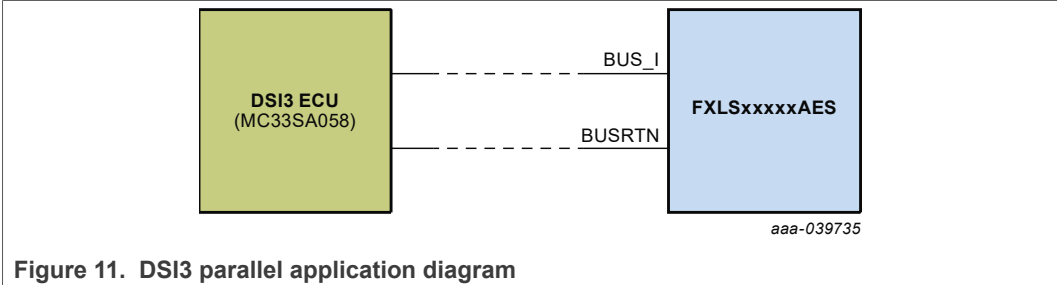 BUS_I
DSI3 ECU
(MC33SA058)
FXLSxxxxxAES
BUSRTN
aaa-039735
Figure 11. DSI3 parallel application diagram